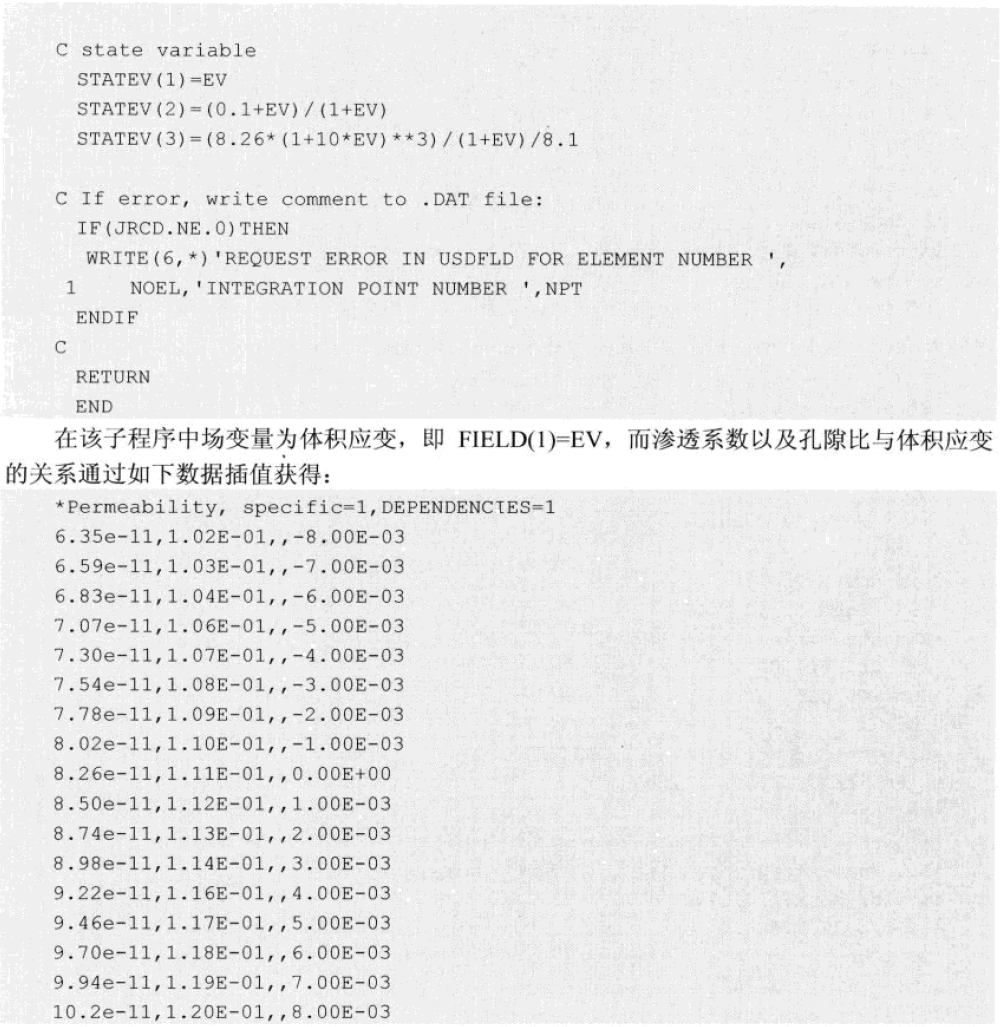 C state variable
STATEV(1)=EV
STATEV(2)=(0.1+EV)/(1+EV)
STATEV(3)=(8.26*(1+10*EV)**3)/(1+EV)/8.1
C If error, write comment to .DAT file:
IF(JRCD.NE.0)THEN
WRITE(6,*)'REQUEST ERROR IN USDFLD FOR ELEMENT NUMBER ',
1 NOEL,'INTEGRATION POINT NUMBER ',NPT
ENDIF
C
RETURN
END
在该子程序中场变量为体积应变，即 FIELD(1)=EV，而渗透系数以及孔隙比与体积应变
的关系通过如下数据插值获得：
*Permeability, specific=1,DEPENDENCIES=1
6.35e-11,1.02E-01,,-8.00E-03
6.59e-11,1.03E-01,,-7.00E-03
6.83e-11,1.04E-01,,-6.00E-03
7.07e-11,1.06E-01,,-5.00E-03
7.30e-11,1.07E-01,,-4.00E-03
7.54e-11,1.08E-01,,-3.00E-03
7.78e-11,1.09E-01,,-2.00E-03
8.02e-11,1.10E-01,,-1.00E-03
8.26e-11,1.11E-01,,0.00E+00
8.50e-11,1.12E-01,,1.00E-03
8.74e-11,1.13E-01,,2.00E-03
8.98e-11,1.14E-01,,3.00E-03
9.22e-11,1.16E-01,,4.00E-03
9.46e-11,1.17E-01,,5.00E-03
9.70e-11,1.18E-01,,6.00E-03
9.94e-11,1.19E-01,,7.00E-03
10.2e-11,1.20E-01,,8.00E-03